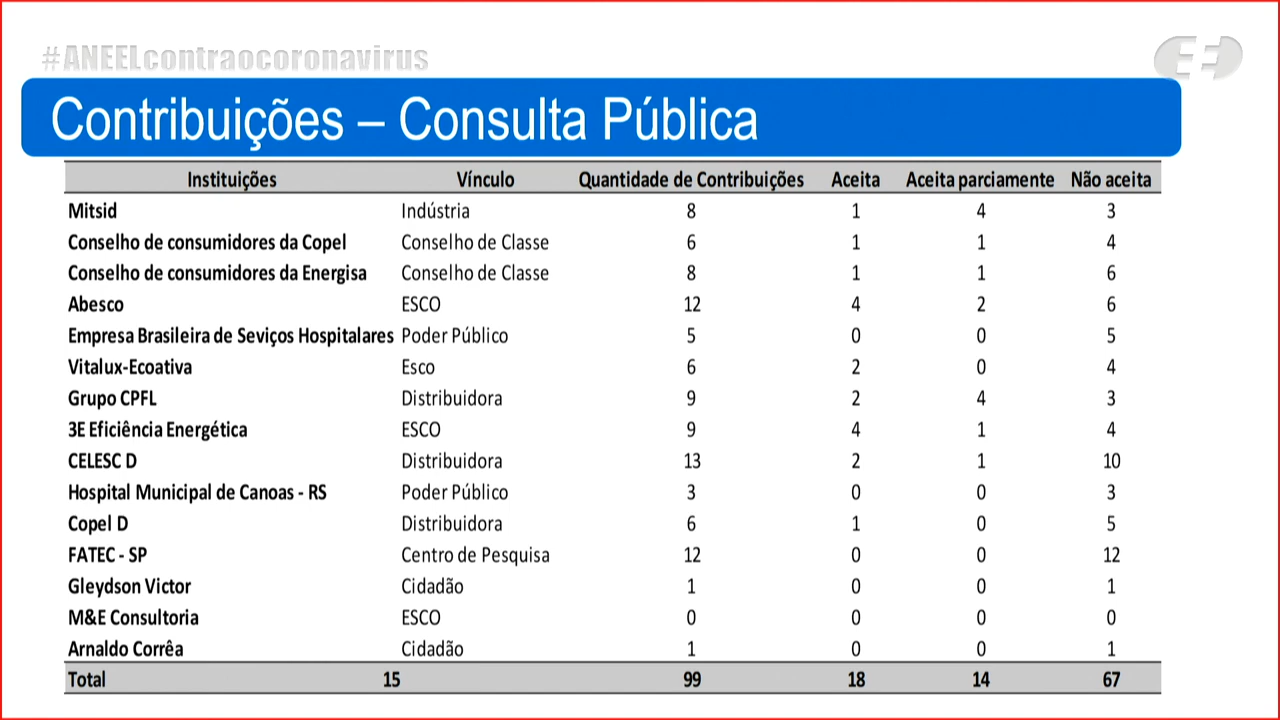 #ANEELcontraocoronavirus
Contribuições – Consulta Pública
Instituições Vínculo Quantidade de Contribuições Aceita Aceita parciamente Não aceita
Mitsid Indústria 8 1 4 3
Conselho de consumidores da Copel Conselho de Classe 6 1 1 4
Conselho de consumidores da Energisa Conselho de Classe 8 1 1 6
Abesco ESCO 12 4 2 6
Empresa Brasileira de Seviços Hospitalares Poder Público 5 0 0 5
Vitalux-Ecoativa Esco 6 2 0 4
Grupo CPFL Distribuidora 9 2 4 3
3E Eficiência Energética ESCO 9 4 1 4
CELESC D Distribuidora 13 2 1 10
Hospital Municipal de Canoas - RS Poder Público 3 0 0 3
Copel D Distribuidora 6 1 0 5
FATEC - SP Centro de Pesquisa 12 0 0 12
Gleydson Victor Cidadão 1 0 0 1
M&E Consultoria ESCO 0 0 0 0
Arnaldo Corrêa Cidadão 1 0 0 1
Total 15 99 18 14 67